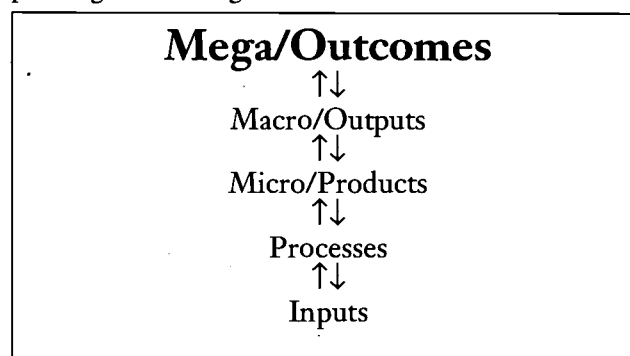 Mega/Outcomes
↑↓
Macro/Outputs
↑↓
Micro/Products
↑↓
Processes
↑↓
Inputs